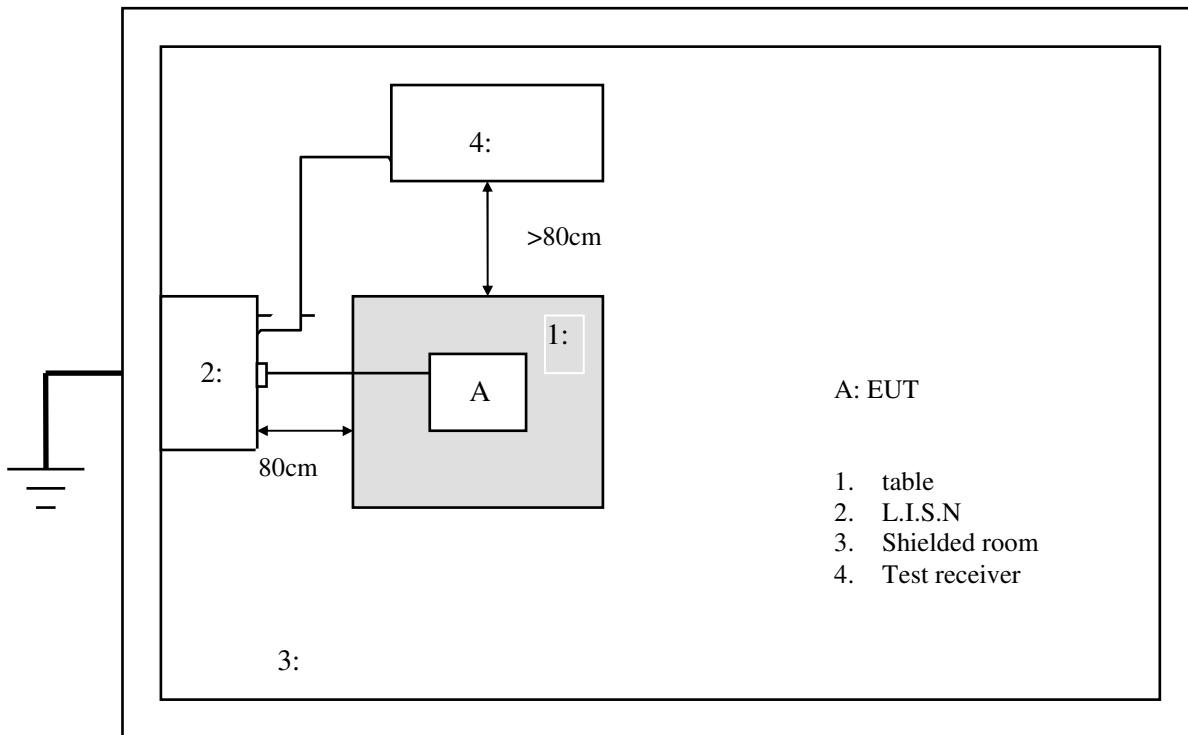 4:
>80cm
1:
2:
A
A: EUT
80cm
1. table
2. L.I.S.N
3. Shielded room
4. Test receiver
3: